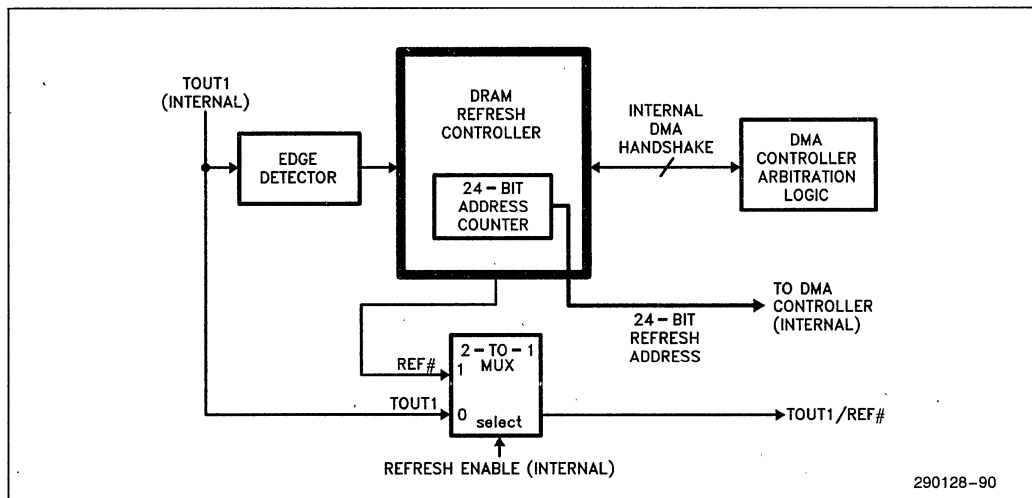 TOUT1
(INTERNAL)
EDGE
DETECTOR
DRAM
REFRESH
CONTROLLER
24-BIT
ADDRESS
COUNTER
INTERNAL
DMA
HANDSHAKE
DMA
CONTROLLER
ARBITRATION
LOGIC
TO DMA
CONTROLLER
(INTERNAL)
24-BIT
REFRESH
ADDRESS
2-TO-1
MUX
REF#
1
TOUT1
0
select
TOUT1/REF#
REFRESH ENABLE (INTERNAL)
290128-90